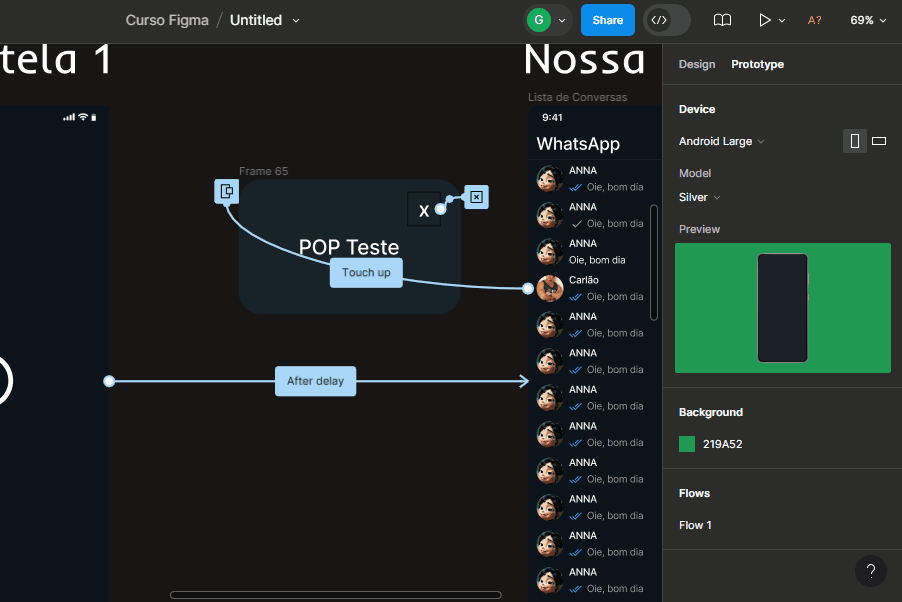 Curso Figma / Untitled
G
Share
A?
69%
tela 1
Nossa
Design
Prototype
Lista de Conversas
9:41
WhatsApp
Device
Android Large
Model
Silver
Preview
Frame 65
X
POP Teste
Touch up
After delay
ANNA
Oie, bom dia
ANNA
Oie, bom dia
ANNA
Oie, bom dia
Carlão
Oie, bom dia
ANNA
Oie, bom dia
ANNA
Oie, bom dia
ANNA
Oie, bom dia
ANNA
Oie, bom dia
ANNA
Oie, bom dia
ANNA
Oie, bom dia
ANNA
Oie, bom dia
ANNA
Oie, bom dia
Background
219A52
Flows
Flow 1
?